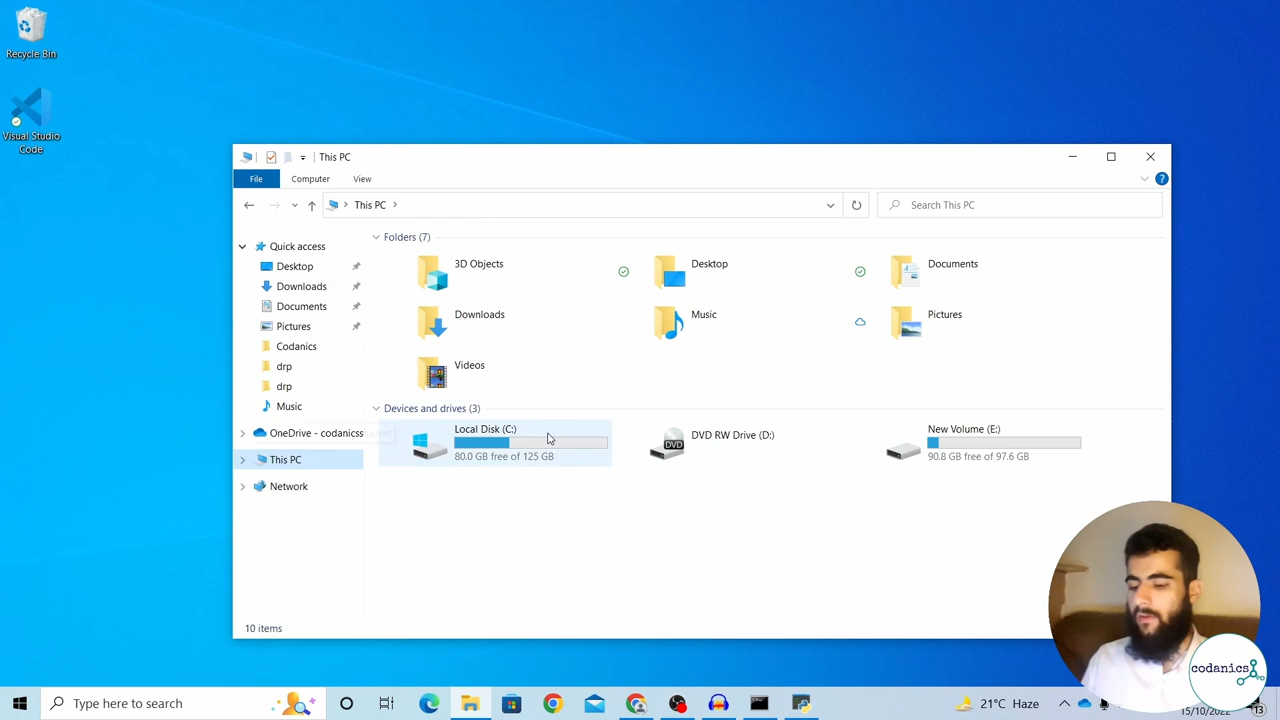 Recycle Bin
Visual Studio
Code
This PC
File
Computer
View
This PC
Search This PC
Quick access
Desktop
Downloads
Documents
Pictures
Codanics
drp
drp
Music
OneDrive - codanicss
This PC
Network
Folders (7)
3D Objects
Desktop
Documents
Downloads
Music
Pictures
Videos
Devices and drives (3)
Local Disk (C:)
80.0 GB free of 125 GB
DVD
DVD RW Drive (D:)
New Volume (E:)
90.8 GB free of 97.6 GB
10 items
codanics
Type here to search
21°C Haze
13